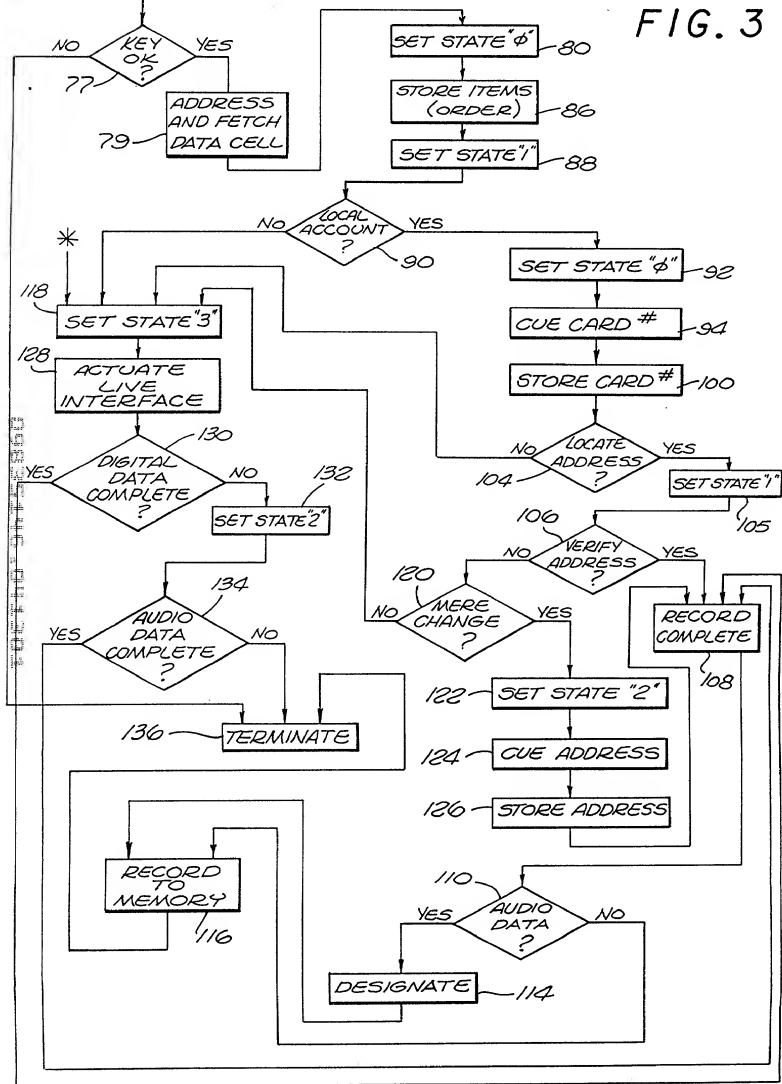 FIG. 3
NO
KEY
OK
?
YES
77
ADDRESS
AND FETCH
DATA CELL
79
SET STATE "φ"
80
STORE ITEMS
(ORDER)
86
SET STATE "1"
88
NO
LOCAL
ACCOUNT
?
YES
90
*
118
SET STATE "3"
128
ACTUATE
LIVE
INTERFACE
SET STATE "φ"
92
CUE CARD #
94
STORE CARD #
100
130
YES
DIGITAL
DATA
COMPLETE
?
NO
132
SET STATE "2"
NO
LOCATE
ADDRESS
?
YES
104
SET STATE "1"
105
106
NO
VERIFY
ADDRESS
?
YES
134
YES
AUDIO
DATA
COMPLETE
?
NO
120
NO
MERE
CHANGE
?
YES
RECORD
COMPLETE
108
122
SET STATE "2"
136
TERMINATE
124
CUE ADDRESS
126
STORE ADDRESS
RECORD
TO
MEMORY
116
110
YES
AUDIO
DATA
?
NO
DESIGNATE
114